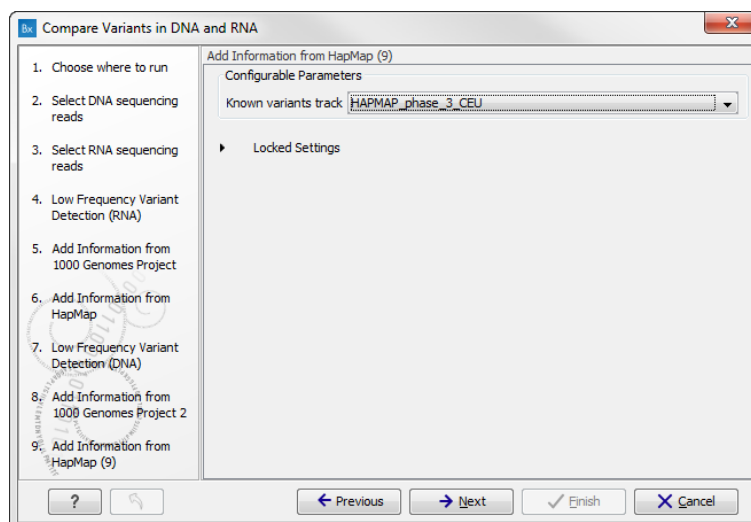 Bx Compare Variants in DNA and RNA
1. Choose where to run
2. Select DNA sequencing
reads
3. Select RNA sequencing
reads
4. Low Frequency Variant
Detection (RNA)
5. Add Information from
1000 Genomes Project
6. Add Information from
HapMap
7. Low Frequency Variant
Detection (DNA)
8. Add Information from
1000 Genomes Project 2
9. Add Information from
HapMap (9)
Add Information from HapMap (9)
Configurable Parameters
Known variants track HAPMAP_phase_3_CEU
Locked Settings
? Previous Next Finish Cancel